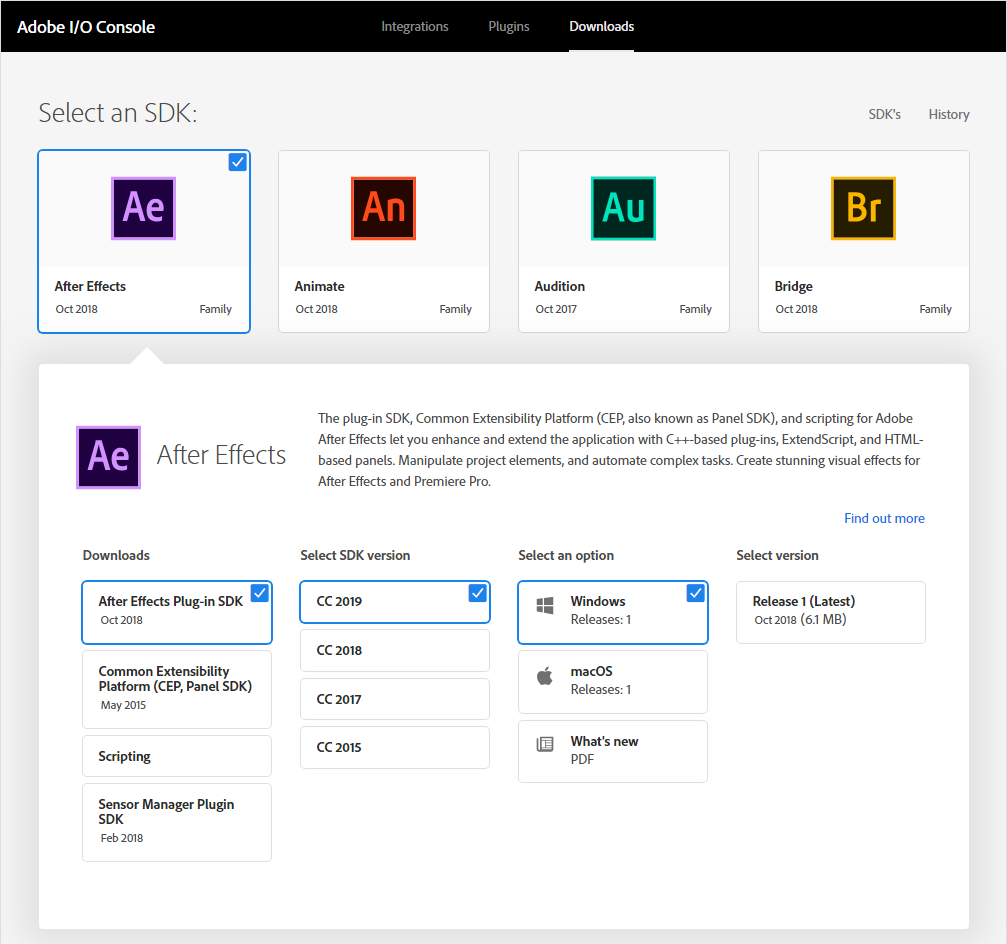 Adobe I/O Console
Integrations
Plugins
Downloads
Select an SDK:
SDK's
History
Ae
An
Au
Br
After Effects
Oct 2018
Family
Animate
Oct 2018
Family
Audition
Oct 2017
Family
Bridge
Oct 2018
Family
Ae
After Effects
The plug-in SDK, Common Extensibility Platform (CEP, also known as Panel SDK), and scripting for Adobe
After Effects let you enhance and extend the application with C++-based plug-ins, ExtendScript, and HTML-
based panels. Manipulate project elements, and automate complex tasks. Create stunning visual effects for
After Effects and Premiere Pro.
Find out more
Downloads
After Effects Plug-in SDK
Oct 2018
Common Extensibility
Platform (CEP, Panel SDK)
May 2015
Scripting
Sensor Manager Plugin
SDK
Feb 2018
Select SDK version
CC 2019
CC 2018
CC 2017
CC 2015
Select an option
Windows
Releases: 1
macOS
Releases: 1
What's new
PDF
Select version
Release 1 (Latest)
Oct 2018 (6.1 MB)